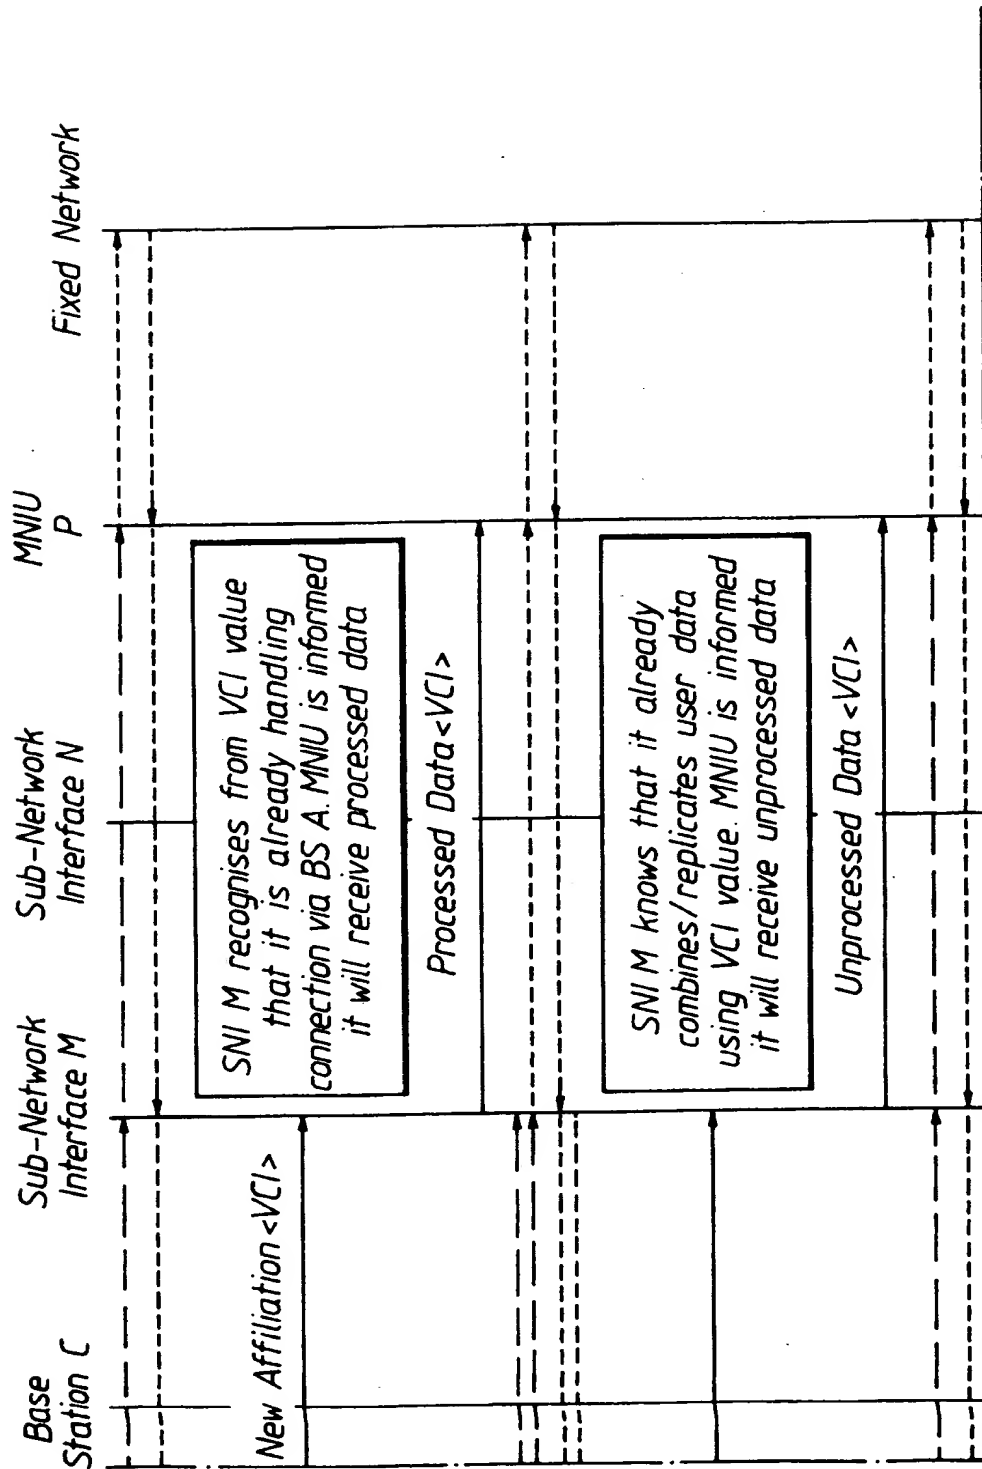 Base
Station C
Sub-Network
Interface M
Sub-Network
Interface N
MNIU
P
Fixed Network
New Affiliation <VCI>
SNI M recognises from VCI value
that it is already handling
connection via BS A. MNIU is informed
it will receive processed data
Processed Data <VCI>
SNI M knows that it already
combines/replicates user data
using VCI value. MNIU is informed
it will receive unprocessed data
Unprocessed Data <VCI>